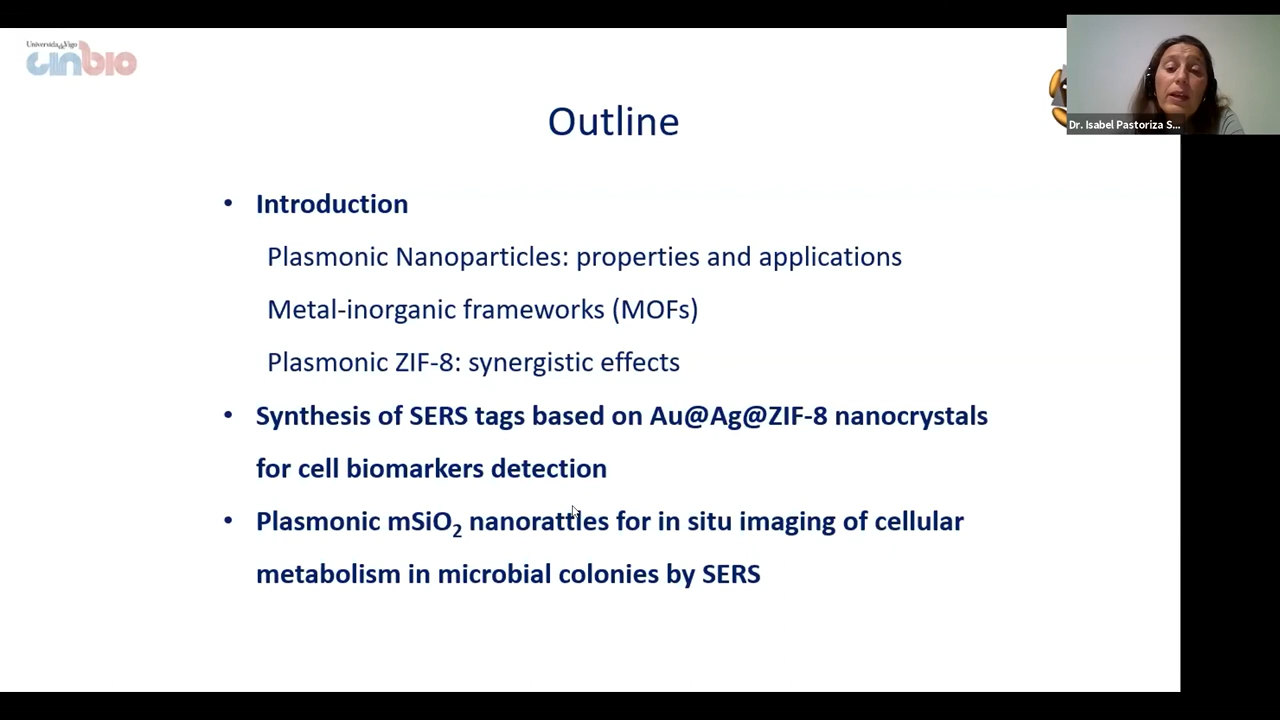 Universida de Vigo
cinbio
Dr. Isabel Pastoriza S...
Outline
• Introduction
Plasmonic Nanoparticles: properties and applications
Metal-inorganic frameworks (MOFs)
Plasmonic ZIF-8: synergistic effects
• Synthesis of SERS tags based on Au@Ag@ZIF-8 nanocrystals
for cell biomarkers detection
• Plasmonic mSiO₂ nanorattles for in situ imaging of cellular
metabolism in microbial colonies by SERS